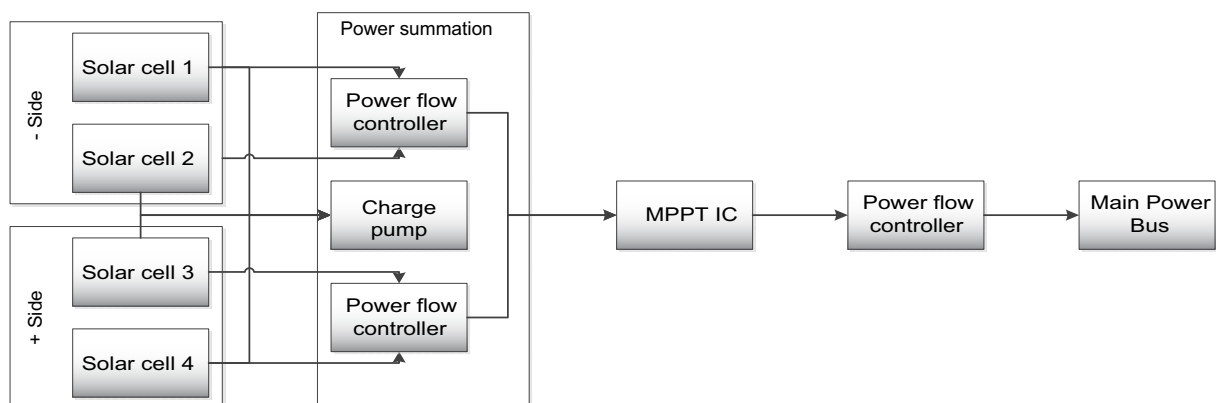 - Side
Solar cell 1
Solar cell 2
+ Side
Solar cell 3
Solar cell 4
Power summation
Power flow
controller
Charge
pump
Power flow
controller
MPPT IC
Power flow
controller
Main Power
Bus